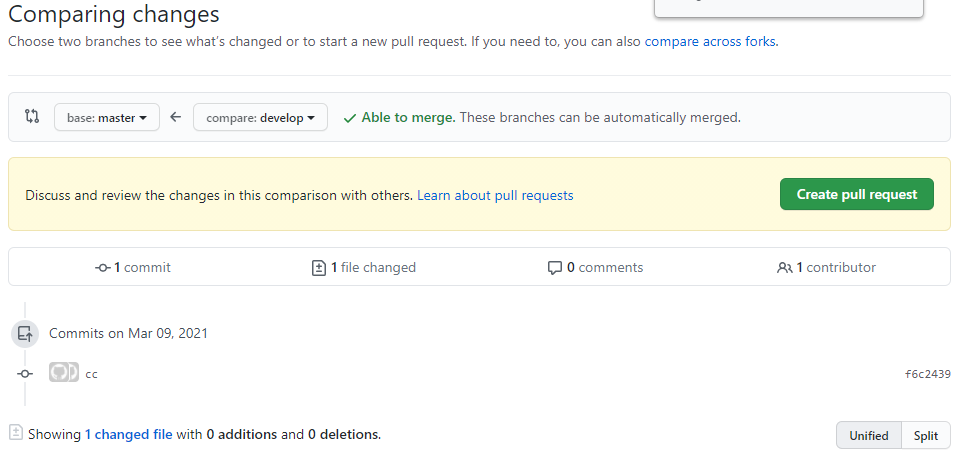 Comparing changes
Choose two branches to see what's changed or to start a new pull request. If you need to, you can also compare across forks.
base: master compare: develop Able to merge. These branches can be automatically merged.
Discuss and review the changes in this comparison with others. Learn about pull requests Create pull request
1 commit 1 file changed 0 comments 1 contributor
Commits on Mar 09, 2021
cc f6c2439
Showing 1 changed file with 0 additions and 0 deletions. Unified Split